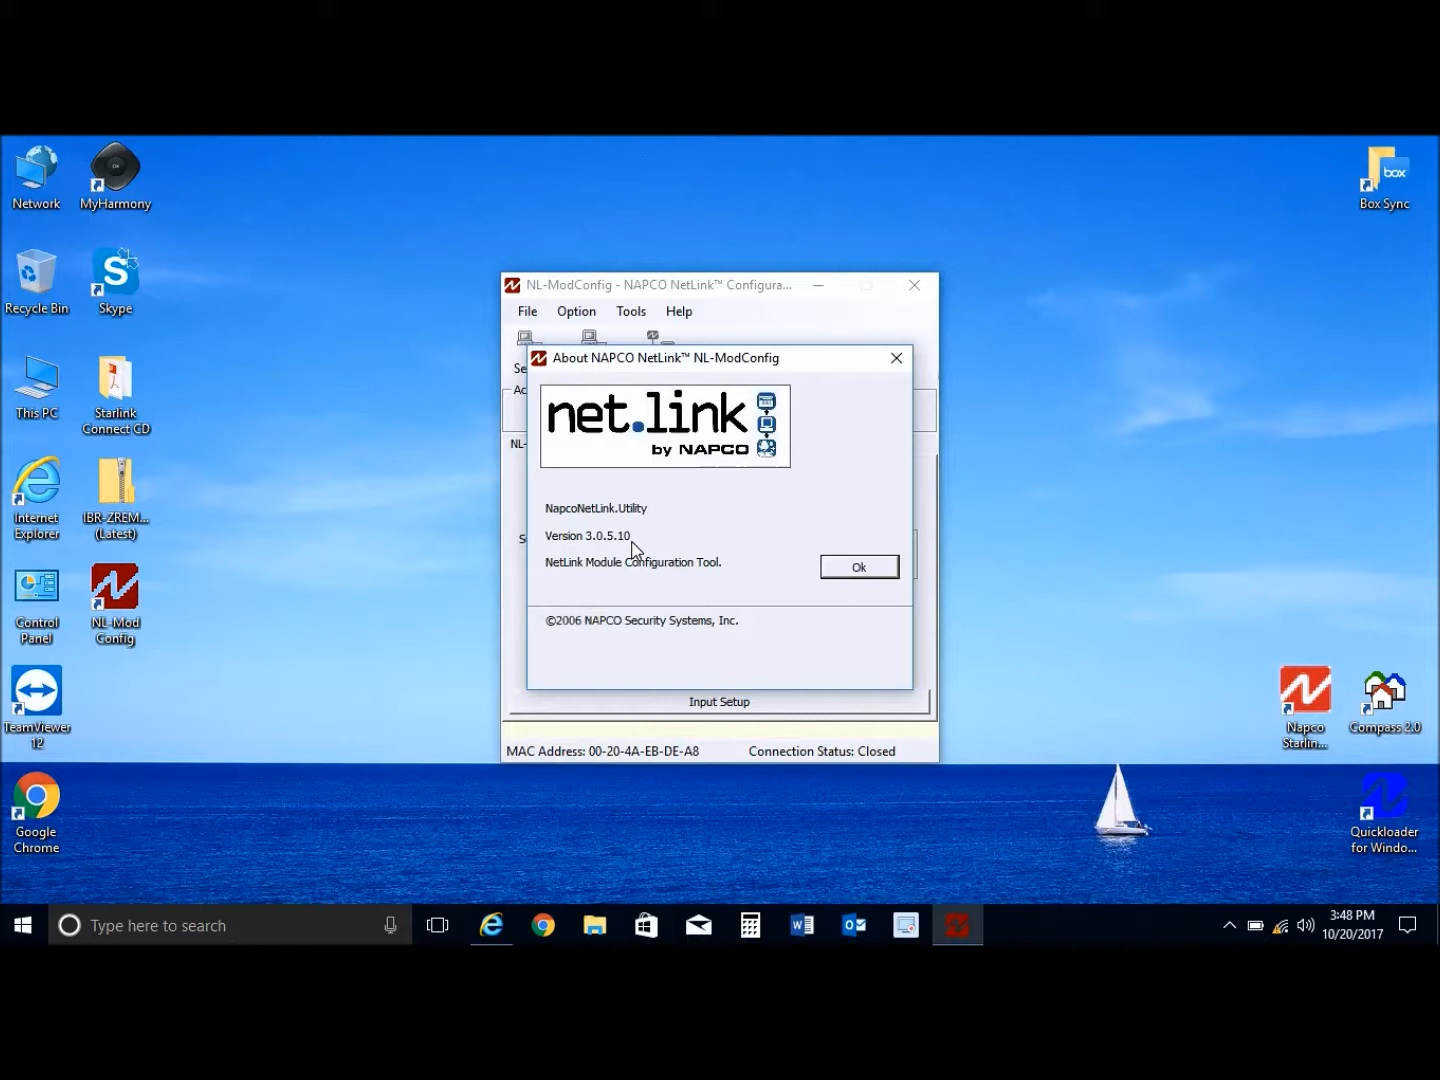 Network
MyHarmony
box
Box Sync
Recycle Bin
S
Skype
This PC
Starlink
Connect CD
Internet
Explorer
IBR-ZREM...
(Latest)
Control
Panel
NL-Mod
Config
TeamViewer
12
Google
Chrome
NL-ModConfig - NAPCO NetLink™ Configura...
File Option Tools Help
Se
Ac
NL-
About NAPCO NetLink™ NL-ModConfig
net.link
by NAPCO
NapcoNetLink.Utility
Version 3.0.5.10
NetLink Module Configuration Tool.
Ok
©2006 NAPCO Security Systems, Inc.
Input Setup
MAC Address: 00-20-4A-EB-DE-A8 Connection Status: Closed
Napco
Starlin...
Compass 2.0
Quickloader
for Windo...
Type here to search
3:48 PM
10/20/2017